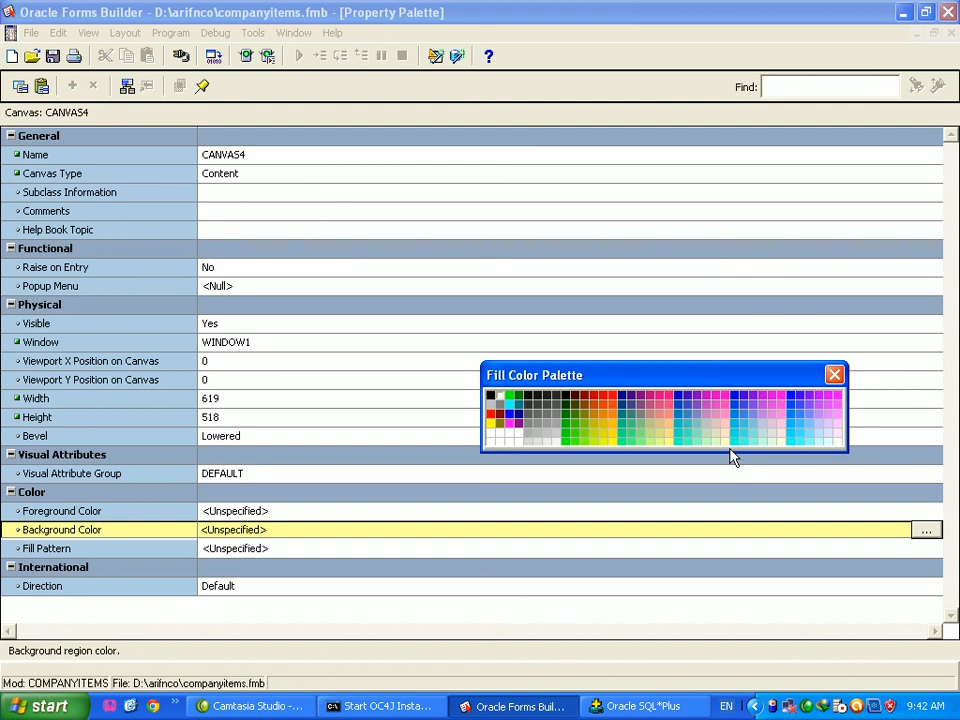 Oracle Forms Builder - D:\arifnco\companyitems.fmb - [Property Palette]
File Edit View Layout Program Debug Tools Window Help
Find:
Canvas: CANVAS4
General
Name CANVAS4
Canvas Type Content
Subclass Information
Comments
Help Book Topic
Functional
Raise on Entry No
Popup Menu <Null>
Physical
Visible Yes
Window WINDOW1
Viewport X Position on Canvas 0
Viewport Y Position on Canvas 0
Width 619
Height 518
Bevel Lowered
Fill Color Palette
Visual Attributes
Visual Attribute Group DEFAULT
Color
Foreground Color <Unspecified>
Background Color <Unspecified> ...
Fill Pattern <Unspecified>
International
Direction Default
Background region color.
Mod: COMPANYITEMS File: D:\arifnco\companyitems.fmb
start Camtasia Studio -... Start OC4J Insta... Oracle Forms Buil... Oracle SQL*Plus EN 9:42 AM